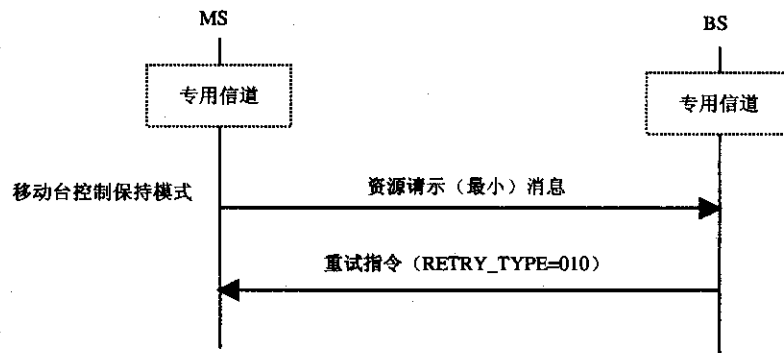 MS
BS
专用信道
专用信道
移动台控制保持模式
资源请示（最小）消息
重试指令（RETRY_TYPE=010）